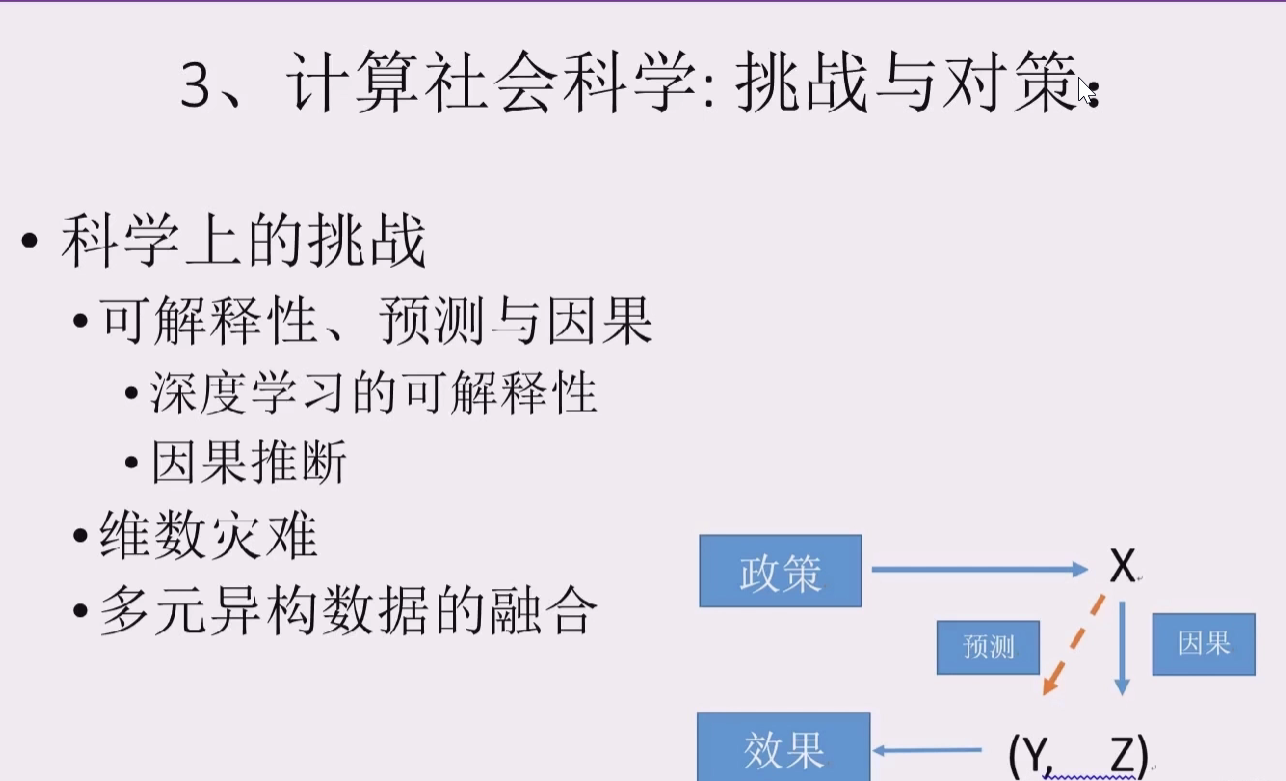 3、计算社会科学: 挑战与对策:
• 科学上的挑战
• 可解释性、预测与因果
• 深度学习的可解释性
• 因果推断
• 维数灾难
• 多元异构数据的融合
政策
X
预测
因果
效果
(Y, Z)